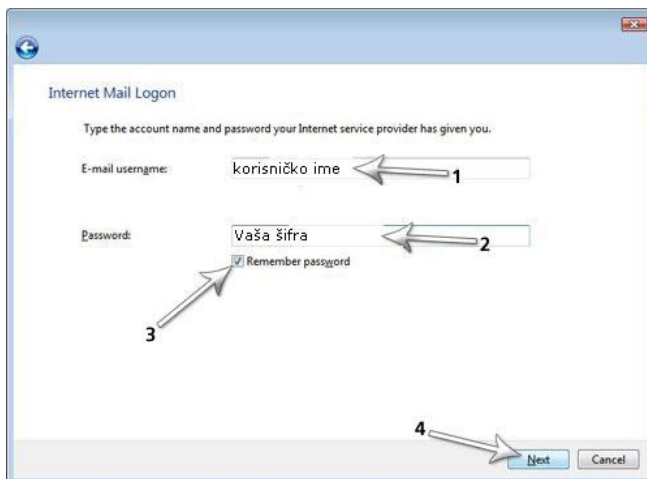 Internet Mail Logon
Type the account name and password your Internet service provider has given you.
E-mail username: korisničko ime 1
Password: Vaša šifra 2
Remember password
3
4
Next Cancel